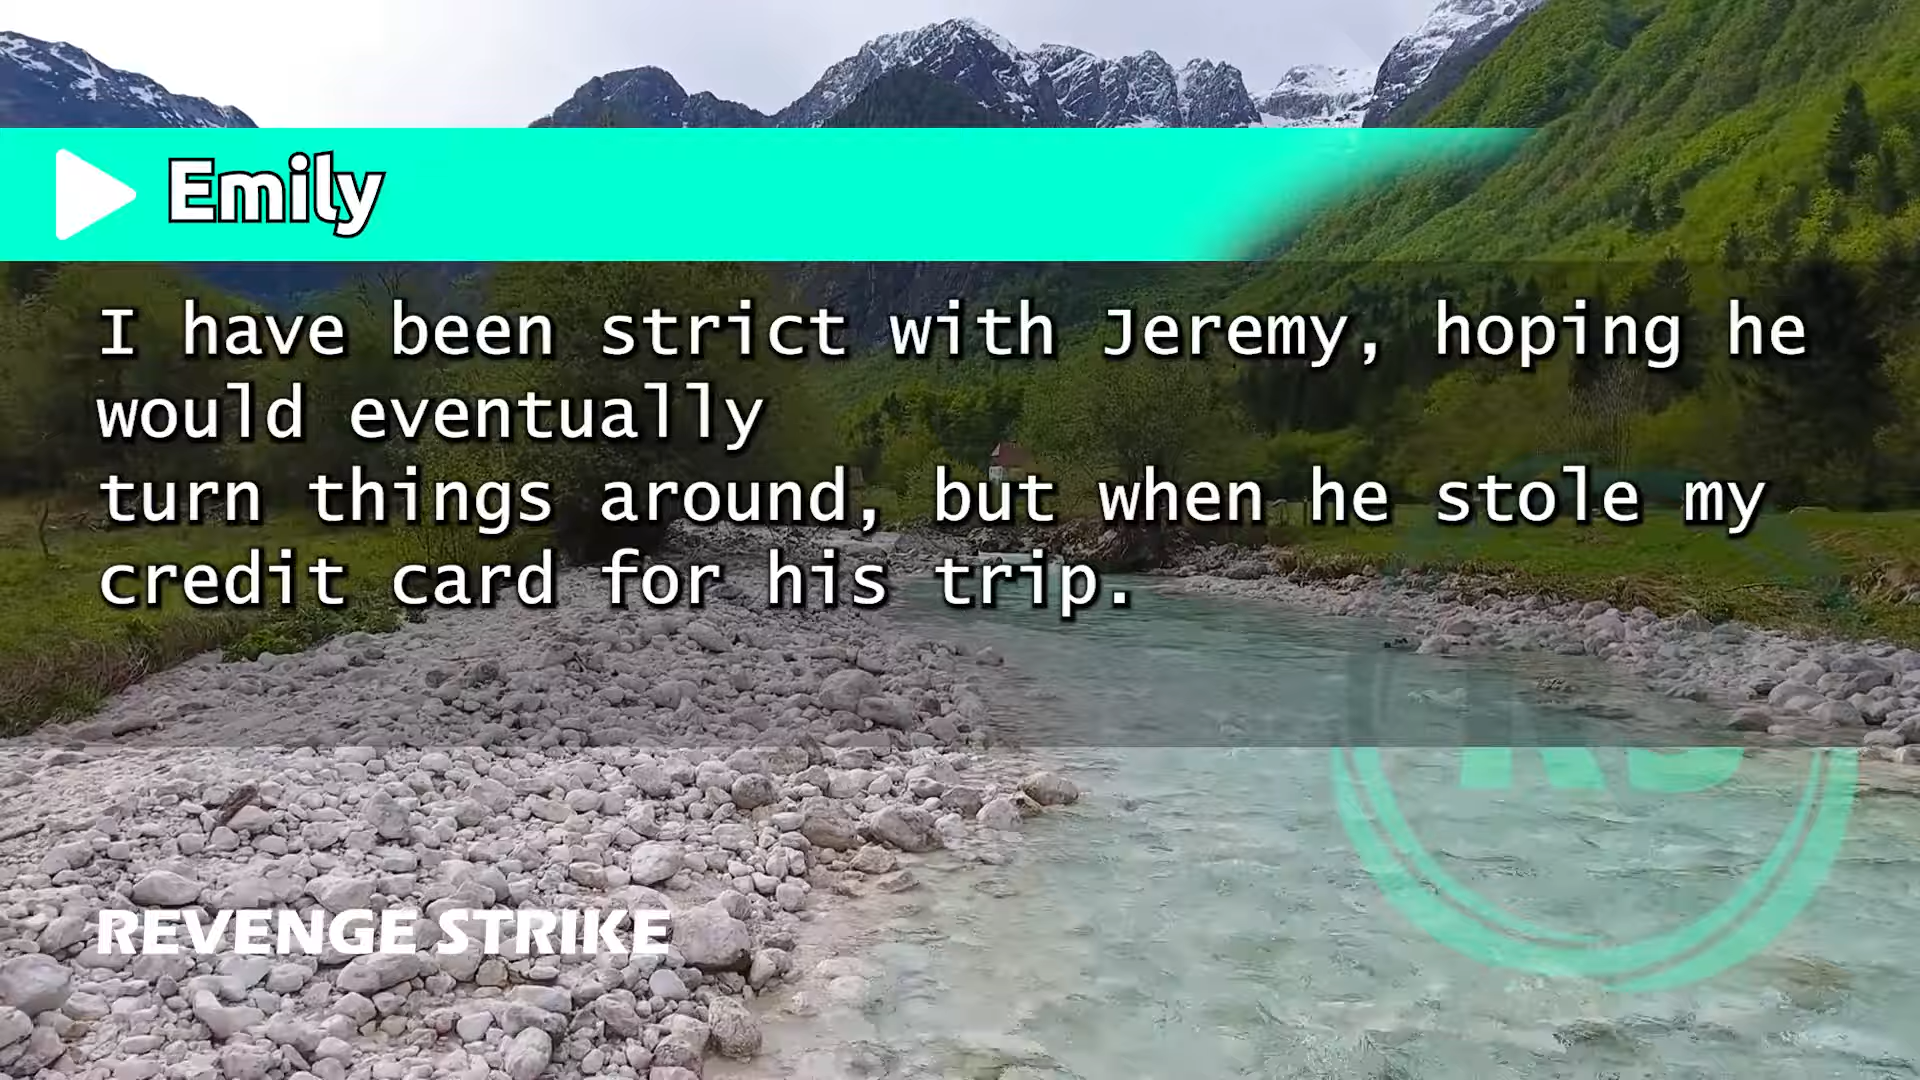 Emily
I have been strict with Jeremy, hoping he
would eventually
turn things around, but when he stole my
credit card for his trip.
REVENGE STRIKE